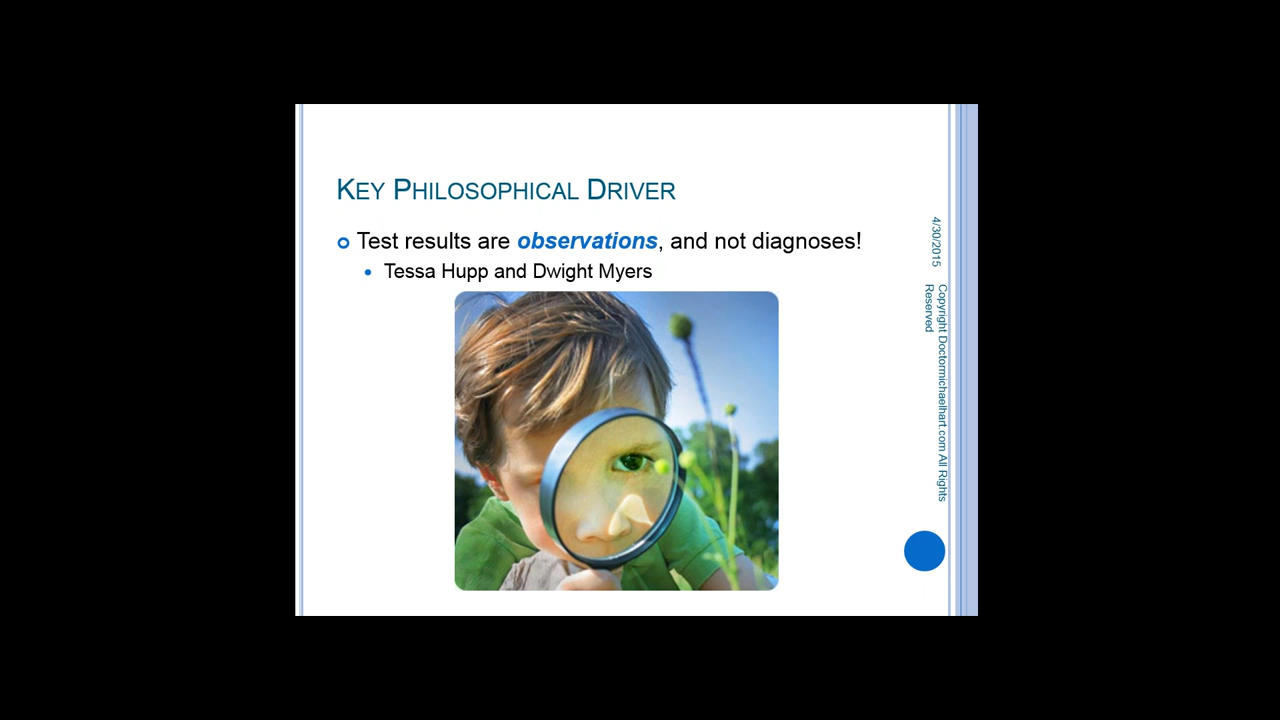 KEY PHILOSOPHICAL DRIVER
Test results are observations, and not diagnoses!
Tessa Hupp and Dwight Myers
4/30/2015
Copyright Doctormichaelhart.com All Rights
Reserved